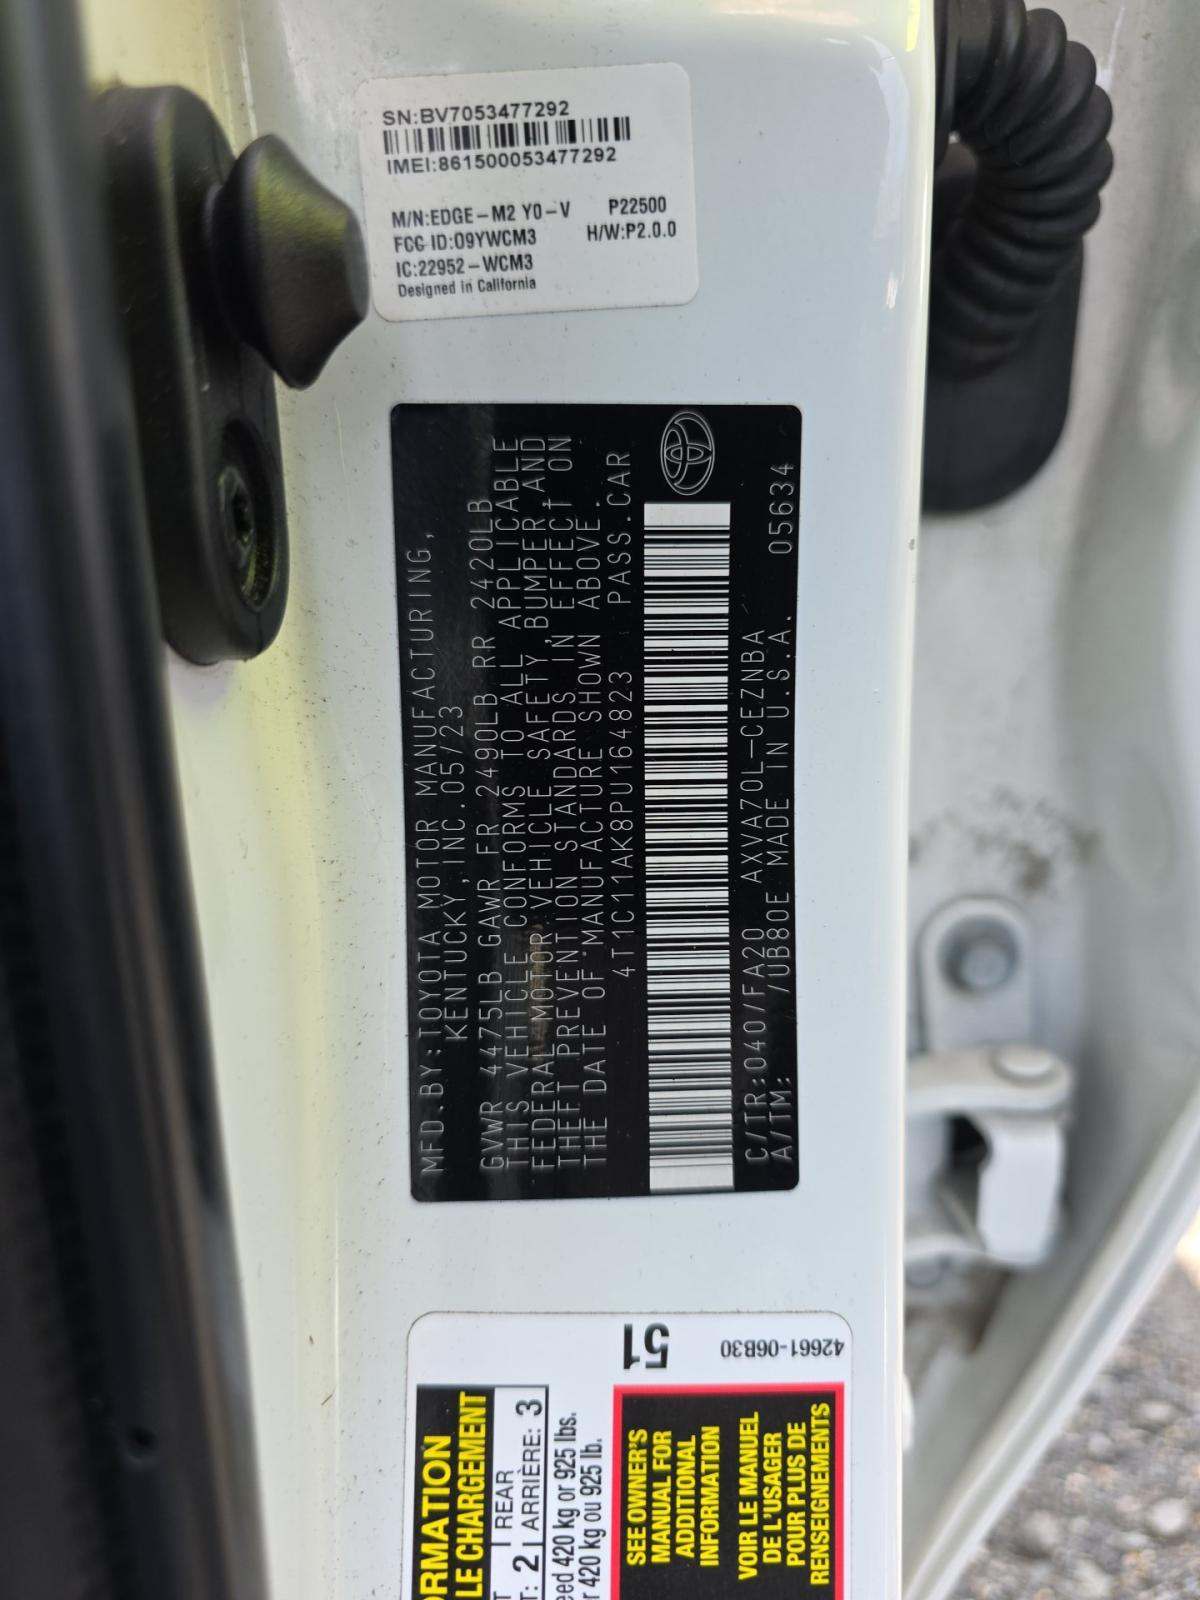 SN:BV7053477292
IMEI:861500053477292
M/N:EDGE-M2 Y0-V P22500
FCC ID:O9YWCM3 H/W:P2.0.0
IC:22952-WCM3
Designed in California
MFD.BY:TOYOTA MOTOR MANUFACTURING,
KENTUCKY,INC.05/23
GVWR 4475LB GAWR FR 2490LB RR 2420LB
THIS VEHICLE CONFORMS TO ALL APPLICABLE
FEDERAL MOTOR VEHICLE SAFETY,BUMPER,AND
THEFT PREVENTION STANDARDS IN EFFECT ON
THE DATE OF MANUFACTURE SHOWN ABOVE.
4T1C11AK8PU164823 PASS.CAR
C/TR:040/FA20 AXVA70L-CEZNBA
A/TM: /UB80E MADE IN U.S.A. 05634
51
42661-06B30
ORMATION
LE CHARGEMENT
2 REAR
2 ARRIÈRE: 3
eed 420 kg or 925 lbs.
r 420 kg ou 925 lb.
SEE OWNER'S
MANUAL FOR
ADDITIONAL
INFORMATION
VOIR LE MANUEL
DE L'USAGER
POUR PLUS DE
RENSEIGNEMENTS